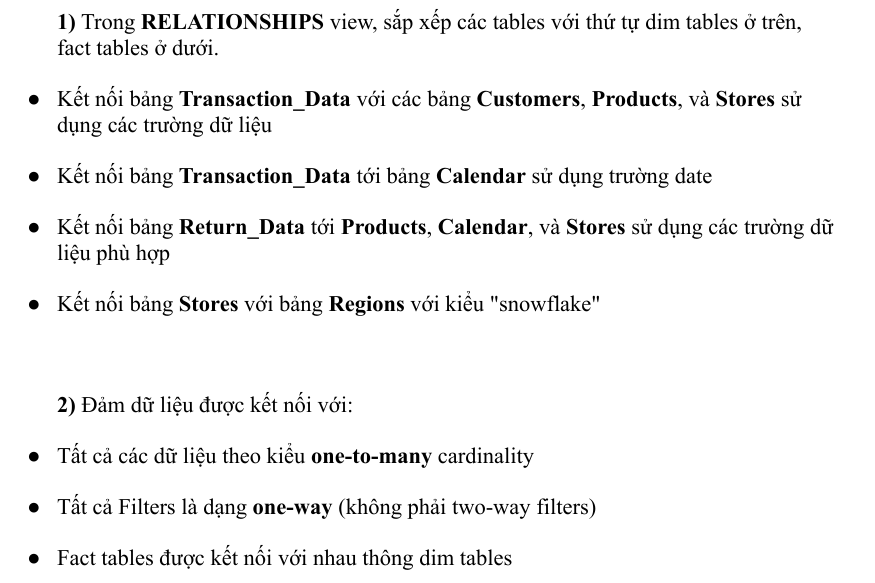 1) Trong RELATIONSHIPS view, sắp xếp các tables với thứ tự dim tables ở trên,
fact tables ở dưới.
● Kết nối bảng Transaction_Data với các bảng Customers, Products, và Stores sử
dụng các trường dữ liệu
● Kết nối bảng Transaction_Data tới bảng Calendar sử dụng trường date
● Kết nối bảng Return_Data tới Products, Calendar, và Stores sử dụng các trường dữ
liệu phù hợp
● Kết nối bảng Stores với bảng Regions với kiểu "snowflake"
2) Đảm dữ liệu được kết nối với:
● Tất cả các dữ liệu theo kiểu one-to-many cardinality
● Tất cả Filters là dạng one-way (không phải two-way filters)
● Fact tables được kết nối với nhau thông dim tables